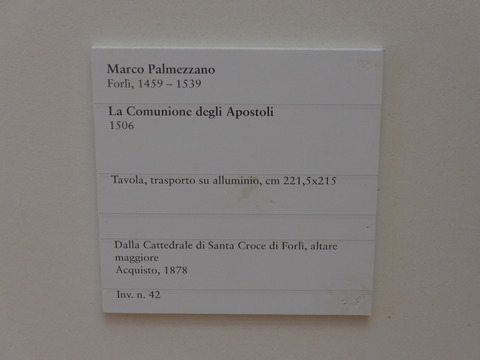 Marco Palmezzano
Forlì, 1459 – 1539
La Comunione degli Apostoli
1506
Tavola, trasporto su alluminio, cm 221,5x215
Dalla Cattedrale di Santa Croce di Forlì, altare
maggiore
Acquisto, 1878
Inv. n. 42